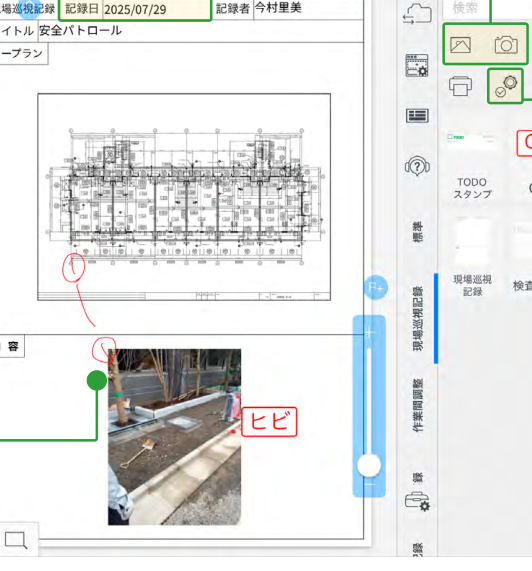 場巡視記録 記録日 2025/07/29 記録者 今村里美
イトル 安全パトロール
ープラン
容
ヒビ
P+
標準
現場巡視記録
作業間調整
録
録
検索
TODO
スタンプ
現場巡視
記録
検査